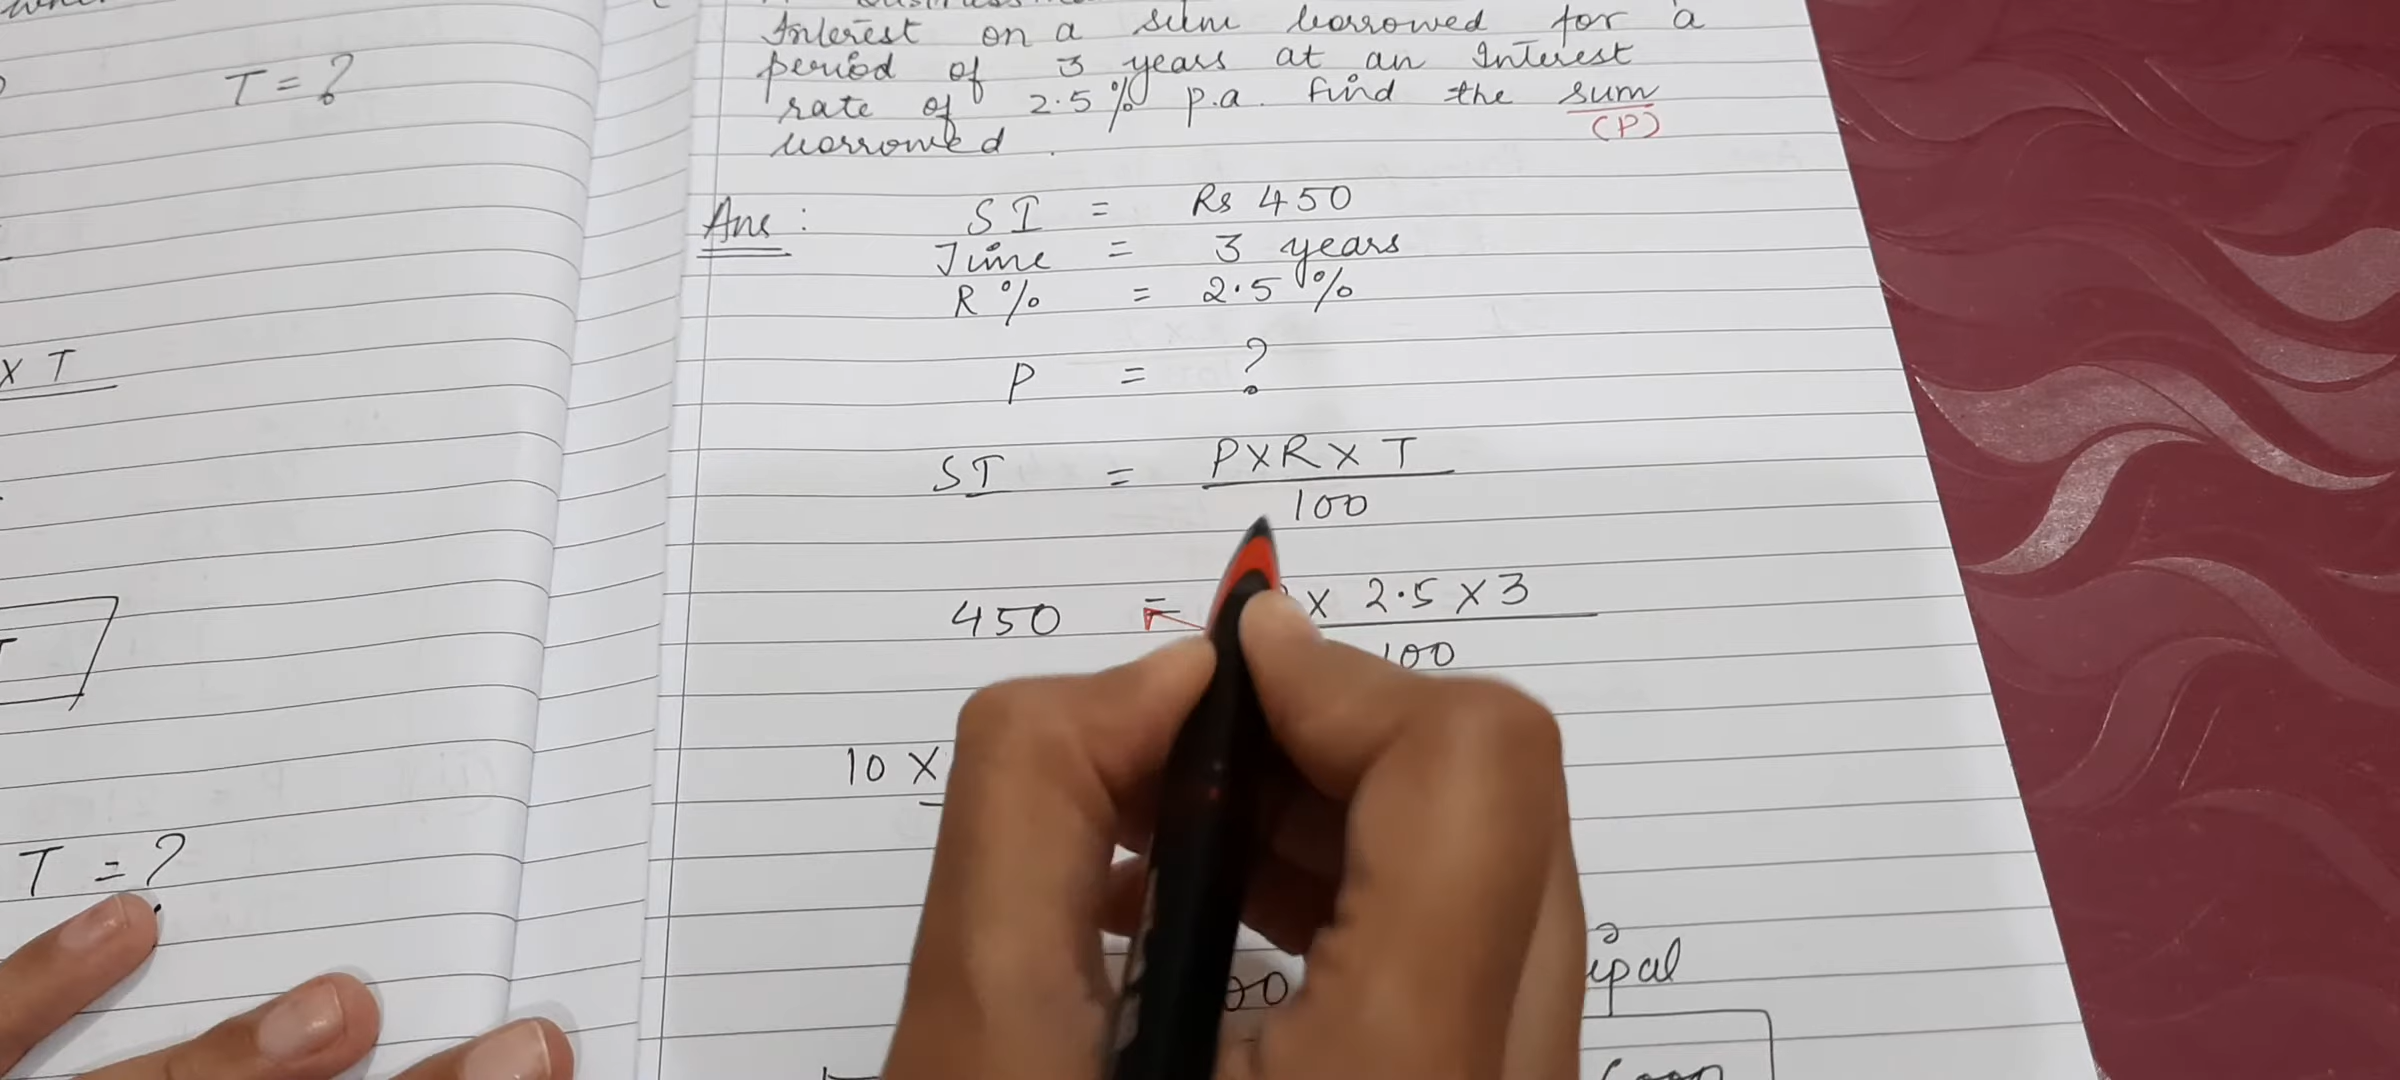 T = ?
X T
T = ?
Interest on a sum borrowed for a
period of 3 years at an Interest
rate of 2.5% p.a. Find the sum
(P)
borrowed.
Ans : SI = Rs 450
Time = 3 years
R % = 2.5 %
P = ?
SI = P X R X T
100
450 = X 2.5 X 3
100
10 X